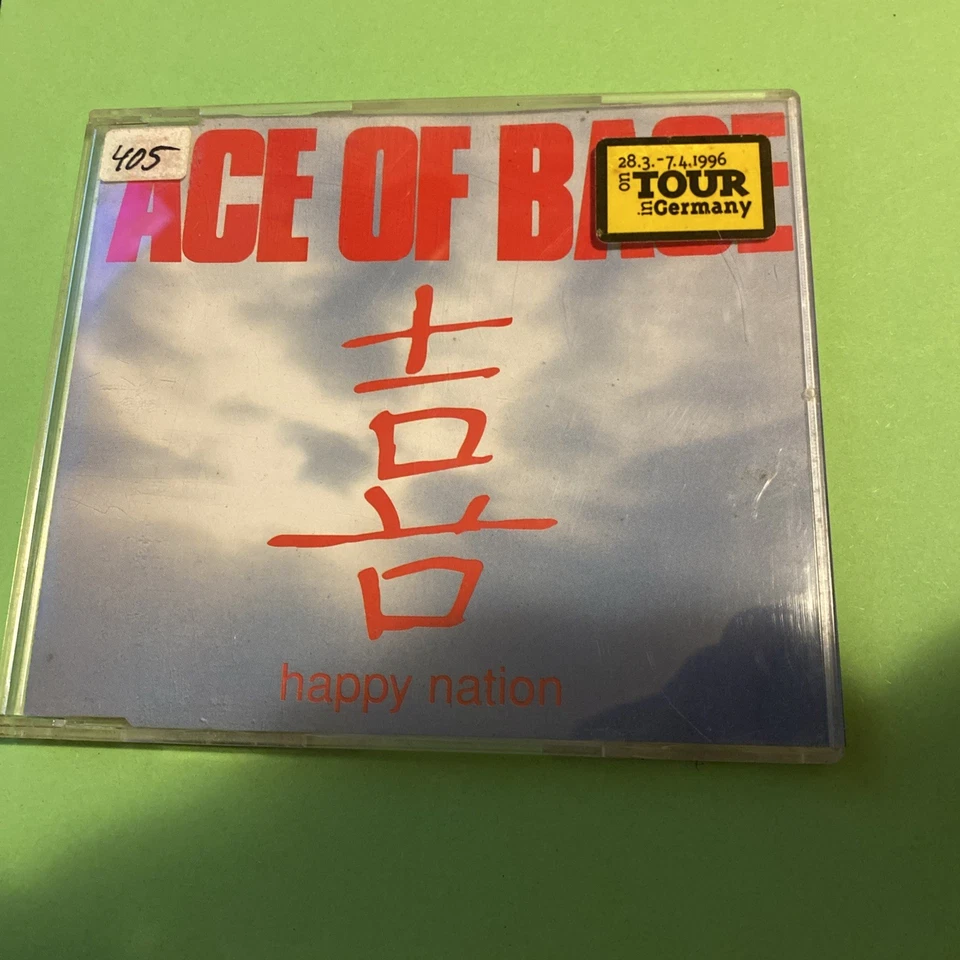 405
ACE OF BASE
28.3.-7.4.1996
on TOUR
in Germany
喜
happy nation